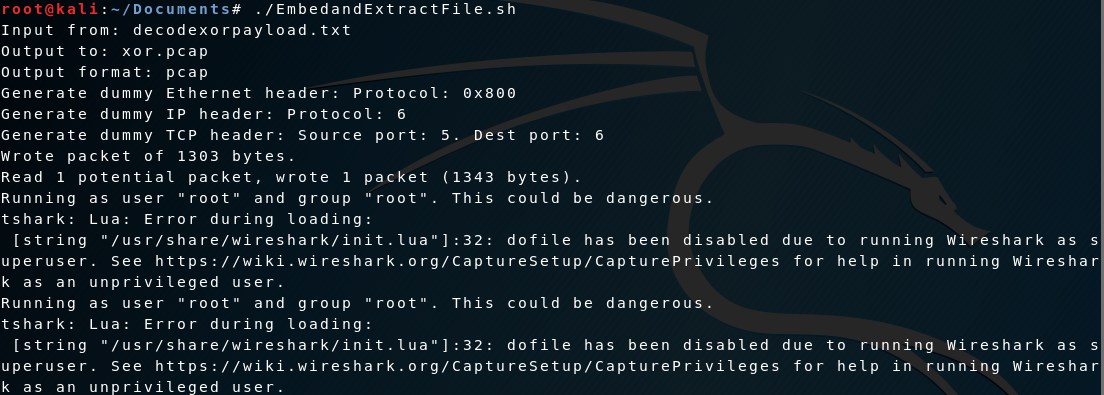 root@kali:~/Documents# ./EmbedandExtractFile.sh
Input from: decodexorpayload.txt
Output to: xor.pcap
Output format: pcap
Generate dummy Ethernet header: Protocol: 0x800
Generate dummy IP header: Protocol: 6
Generate dummy TCP header: Source port: 5. Dest port: 6
Wrote packet of 1303 bytes.
Read 1 potential packet, wrote 1 packet (1343 bytes).
Running as user "root" and group "root". This could be dangerous.
tshark: Lua: Error during loading:
 [string "/usr/share/wireshark/init.lua"]:32: dofile has been disabled due to running Wireshark as s
uperuser. See https://wiki.wireshark.org/CaptureSetup/CapturePrivileges for help in running Wireshar
k as an unprivileged user.
Running as user "root" and group "root". This could be dangerous.
tshark: Lua: Error during loading:
 [string "/usr/share/wireshark/init.lua"]:32: dofile has been disabled due to running Wireshark as s
uperuser. See https://wiki.wireshark.org/CaptureSetup/CapturePrivileges for help in running Wireshar
k as an unprivileged user.